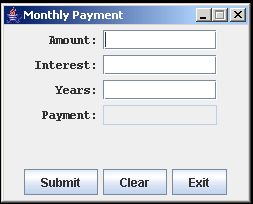 Monthly Payment
Amount:
Interest:
Years:
Payment:
Submit Clear Exit